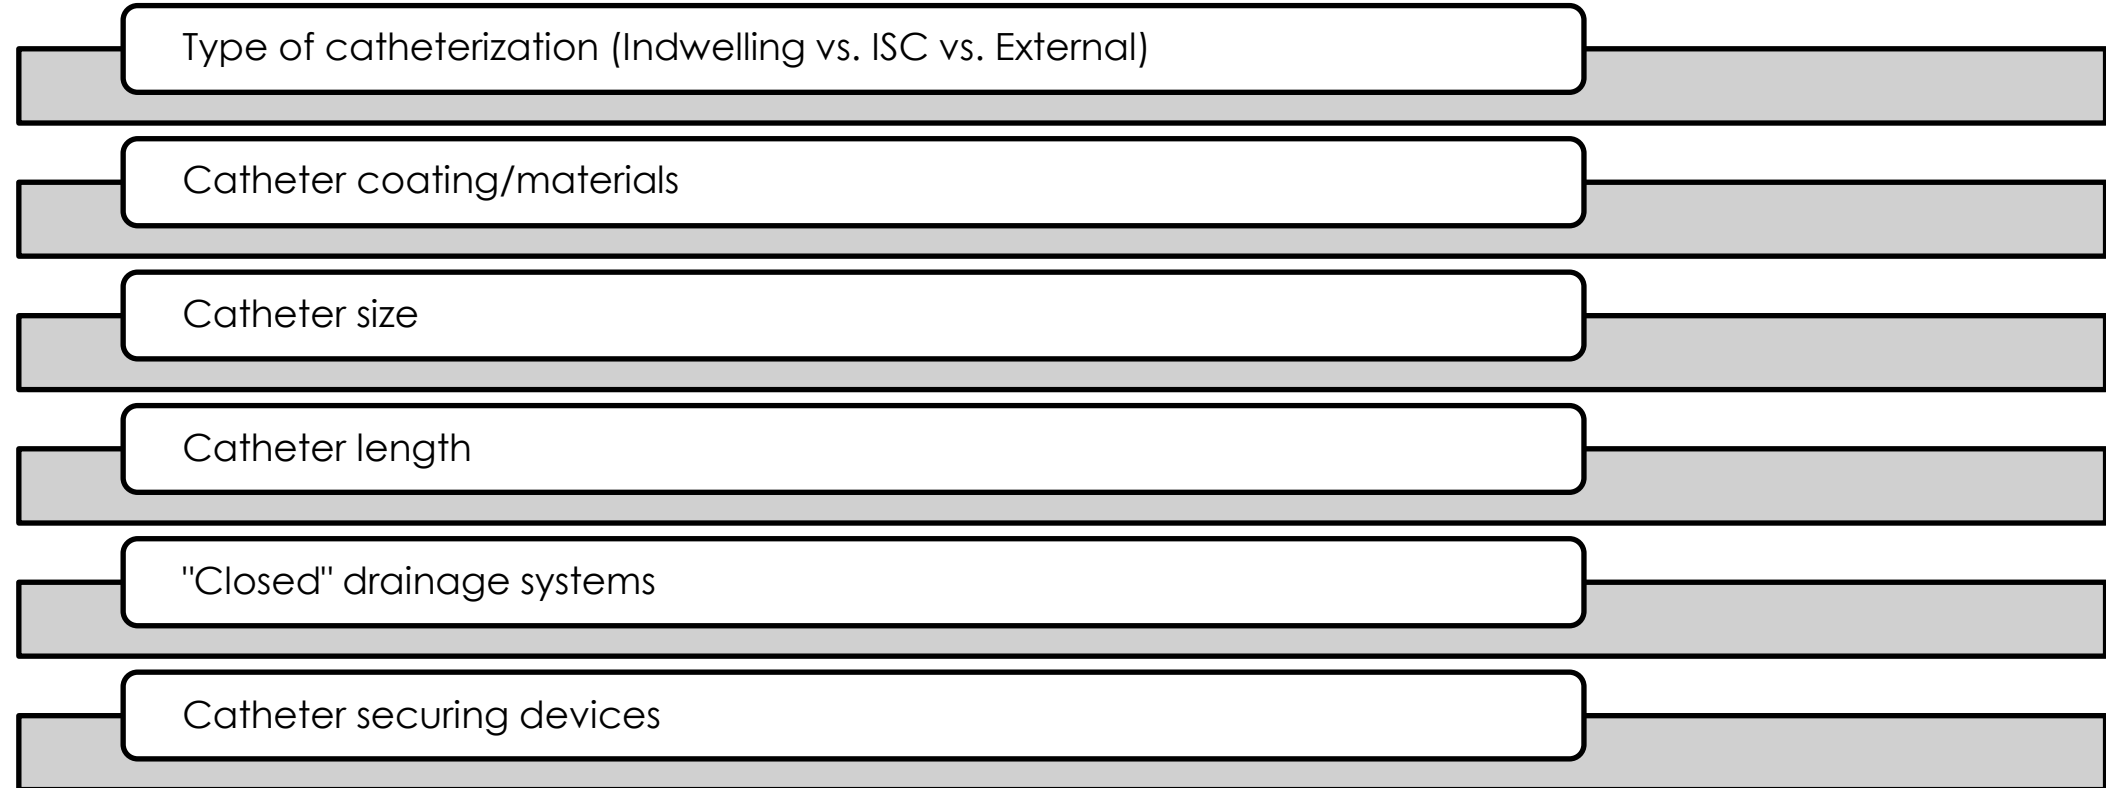 Type of catheterization (Indwelling vs. ISC vs. External)
Catheter coating/materials
Catheter size
Catheter length
"Closed" drainage systems
Catheter securing devices